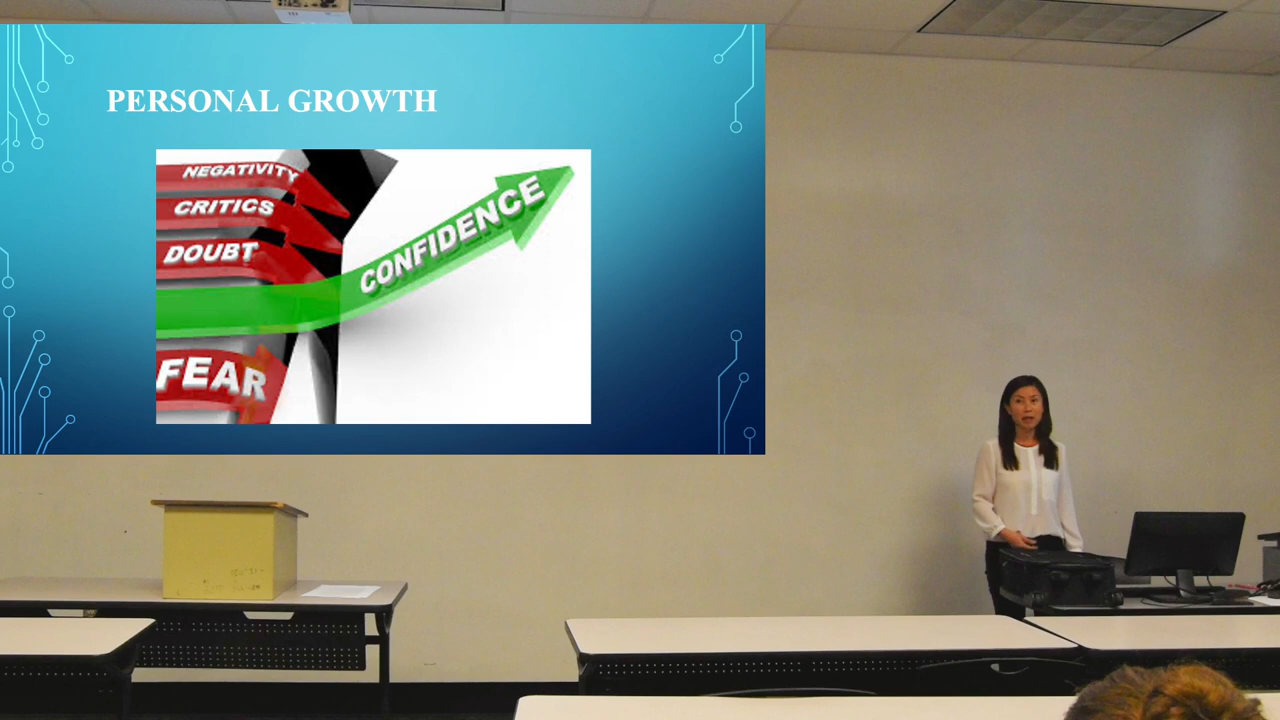 PERSONAL GROWTH
NEGATIVITY
CRITICS
DOUBT
CONFIDENCE
FEAR